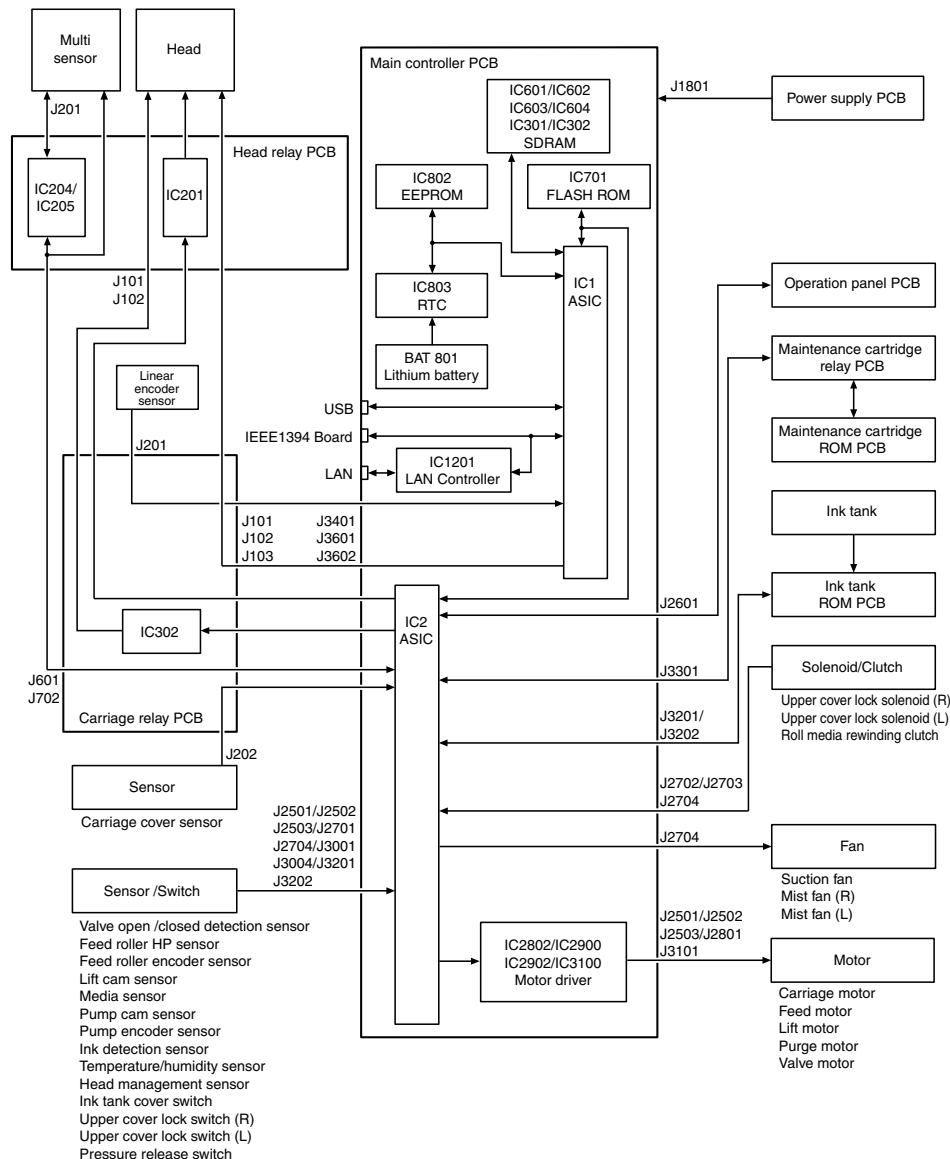 Multi
sensor
Head
J201
Head relay PCB
IC204/
IC205
IC201
J101
J102
Linear
encoder
sensor
J201
Main controller PCB
IC601/IC602
IC603/IC604
IC301/IC302
SDRAM
IC802
EEPROM
IC701
FLASH ROM
IC803
RTC
IC1
ASIC
BAT 801
Lithium battery
USB
IEEE1394 Board
LAN
IC1201
LAN Controller
J101
J102
J103
J3401
J3601
J3602
IC2
ASIC
IC302
J601
J702
Carriage relay PCB
J202
Sensor
Carriage cover sensor
J2501/J2502
J2503/J2701
J2704/J3001
J3004/J3201
J3202
Sensor /Switch
Valve open /closed detection sensor
Feed roller HP sensor
Feed roller encoder sensor
Lift cam sensor
Media sensor
Pump cam sensor
Pump encoder sensor
Ink detection sensor
Temperature/humidity sensor
Head management sensor
Ink tank cover switch
Upper cover lock switch (R)
Upper cover lock switch (L)
Pressure release switch
IC2802/IC2900
IC2902/IC3100
Motor driver
J1801
Power supply PCB
Operation panel PCB
Maintenance cartridge
relay PCB
Maintenance cartridge
ROM PCB
Ink tank
Ink tank
ROM PCB
J2601
J3301
Solenoid/Clutch
Upper cover lock solenoid (R)
Upper cover lock solenoid (L)
Roll media rewinding clutch
J3201/
J3202
J2702/J2703
J2704
J2704
Fan
Suction fan
Mist fan (R)
Mist fan (L)
J2501/J2502
J2503/J2801
J3101
Motor
Carriage motor
Feed motor
Lift motor
Purge motor
Valve motor